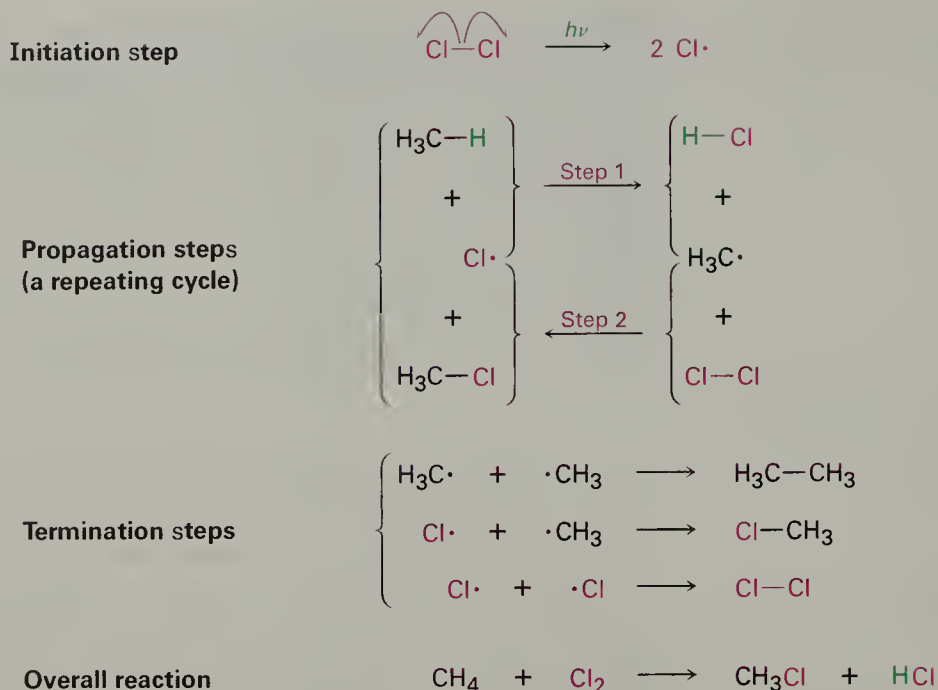 Initiation step Cl—Cl hν 2 Cl·
H₃C—H H—Cl
Step 1
+ +
Propagation steps
(a repeating cycle)
Cl· H₃C·
+ Step 2 +
H₃C—Cl Cl—Cl
H₃C· + ·CH₃ ⟶ H₃C—CH₃
Termination steps Cl· + ·CH₃ ⟶ Cl—CH₃
Cl· + ·Cl ⟶ Cl—Cl
Overall reaction CH₄ + Cl₂ ⟶ CH₃Cl + HCl